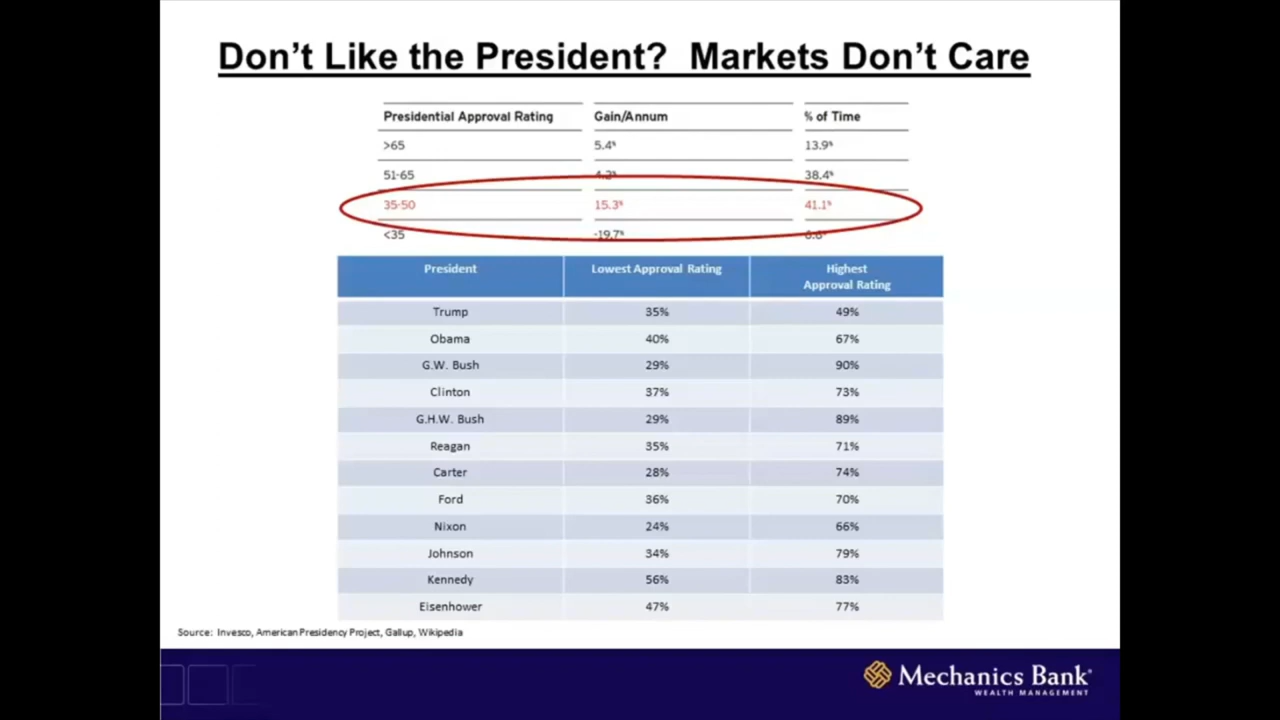 Don't Like the President?  Markets Don't Care
Presidential Approval Rating Gain/Annum % of Time
>65 5.4% 13.9%
51-65 4.2% 38.4%
35-50 15.3% 41.1%
<35 -19.7% 6.6%
President Lowest Approval Rating Highest
Approval Rating
Trump 35% 49%
Obama 40% 67%
G.W. Bush 29% 90%
Clinton 37% 73%
G.H.W. Bush 29% 89%
Reagan 35% 71%
Carter 28% 74%
Ford 36% 70%
Nixon 24% 66%
Johnson 34% 79%
Kennedy 56% 83%
Eisenhower 47% 77%
Source: Invesco, American Presidency Project, Gallup, Wikipedia
Mechanics Bank
WEALTH MANAGEMENT